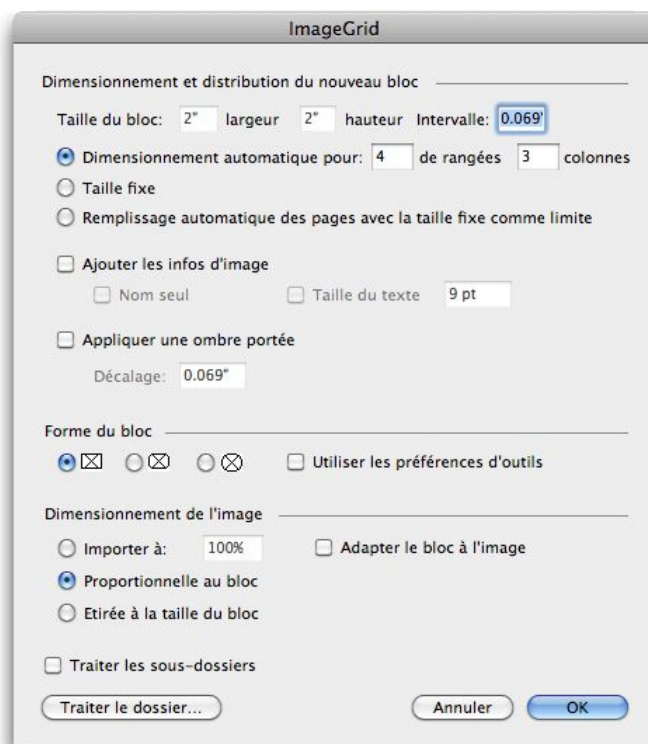 ImageGrid
Dimensionnement et distribution du nouveau bloc
Taille du bloc: 2" largeur 2" hauteur Intervalle: 0.069"
Dimensionnement automatique pour: 4 de rangées 3 colonnes
Taille fixe
Remplissage automatique des pages avec la taille fixe comme limite
Ajouter les infos d'image
Nom seul Taille du texte 9 pt
Appliquer une ombre portée
Décalage: 0.069"
Forme du bloc
Utiliser les préférences d'outils
Dimensionnement de l'image
Importer à: 100% Adapter le bloc à l'image
Proportionnelle au bloc
Etirée à la taille du bloc
Traiter les sous-dossiers
Traiter le dossier... Annuler OK